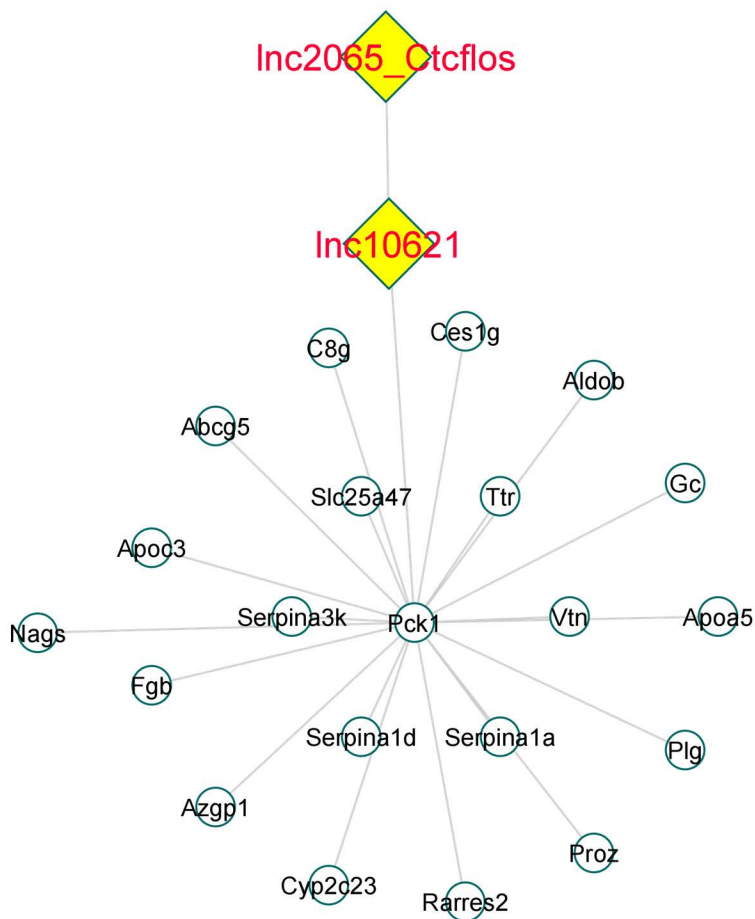 lnc2065_Ctcflos
lnc10621
Ces1g
C8g
Aldob
Abcg5
Slc25a47
Ttr
Gc
Apoc3
Serpina3k
Pck1
Vtn
Apoa5
Nags
Fgb
Serpina1d
Serpina1a
Plg
Azgp1
Proz
Cyp2c23
Rarres2